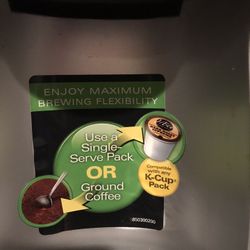 ENJOY MAXIMUM
BREWING FLEXIBILITY
Use a
Single-
Serve Pack
OR
Ground
Coffee
Compatible
with any
K-Cup®
Pack